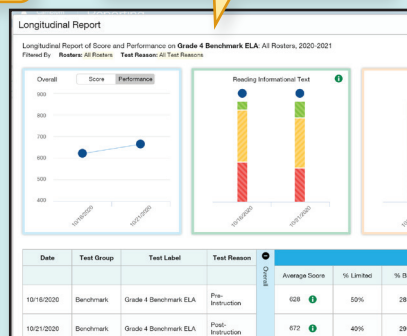 Longitudinal Report
Longitudinal Report of Score and Performance on Grade 4 Benchmark ELA: All Rosters, 2020-2021
Filtered By Rosters: All Rosters Test Reason: All Test Reasons
Overall Score Performance
Reading Informational Text
800
700
600
500
400
10/16/2020 10/21/2020
10/16/2020 10/21/2020
Date Test Group Test Label Test Reason Overall
Average Score % Limited % B
10/16/2020 Benchmark Grade 4 Benchmark ELA Pre-
Instruction 628 50% 28
10/21/2020 Benchmark Grade 4 Benchmark ELA Post-
Instruction 672 40% 29